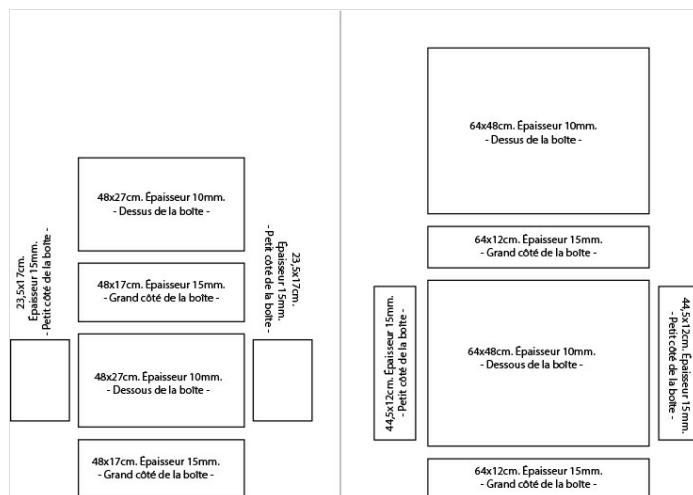 48x27cm. Épaisseur 10mm.
- Dessus de la boîte -
23,5x17cm.
Épaisseur 15mm.
- Petit côté de la boîte -
23,5x17cm.
Épaisseur 15mm.
- Petit côté de la boîte -
48x17cm. Épaisseur 15mm.
- Grand côté de la boîte -
48x27cm. Épaisseur 10mm.
- Dessous de la boîte -
48x17cm. Épaisseur 15mm.
- Grand côté de la boîte -
64x48cm. Épaisseur 10mm.
- Dessus de la boîte -
64x12cm. Épaisseur 15mm.
- Grand côté de la boîte -
44,5x12cm. Épaisseur 15mm.
- Petit côté de la boîte -
64x48cm. Épaisseur 10mm.
- Dessous de la boîte -
44,5x12cm. Épaisseur 15mm.
- Petit côté de la boîte -
64x12cm. Épaisseur 15mm.
- Grand côté de la boîte -